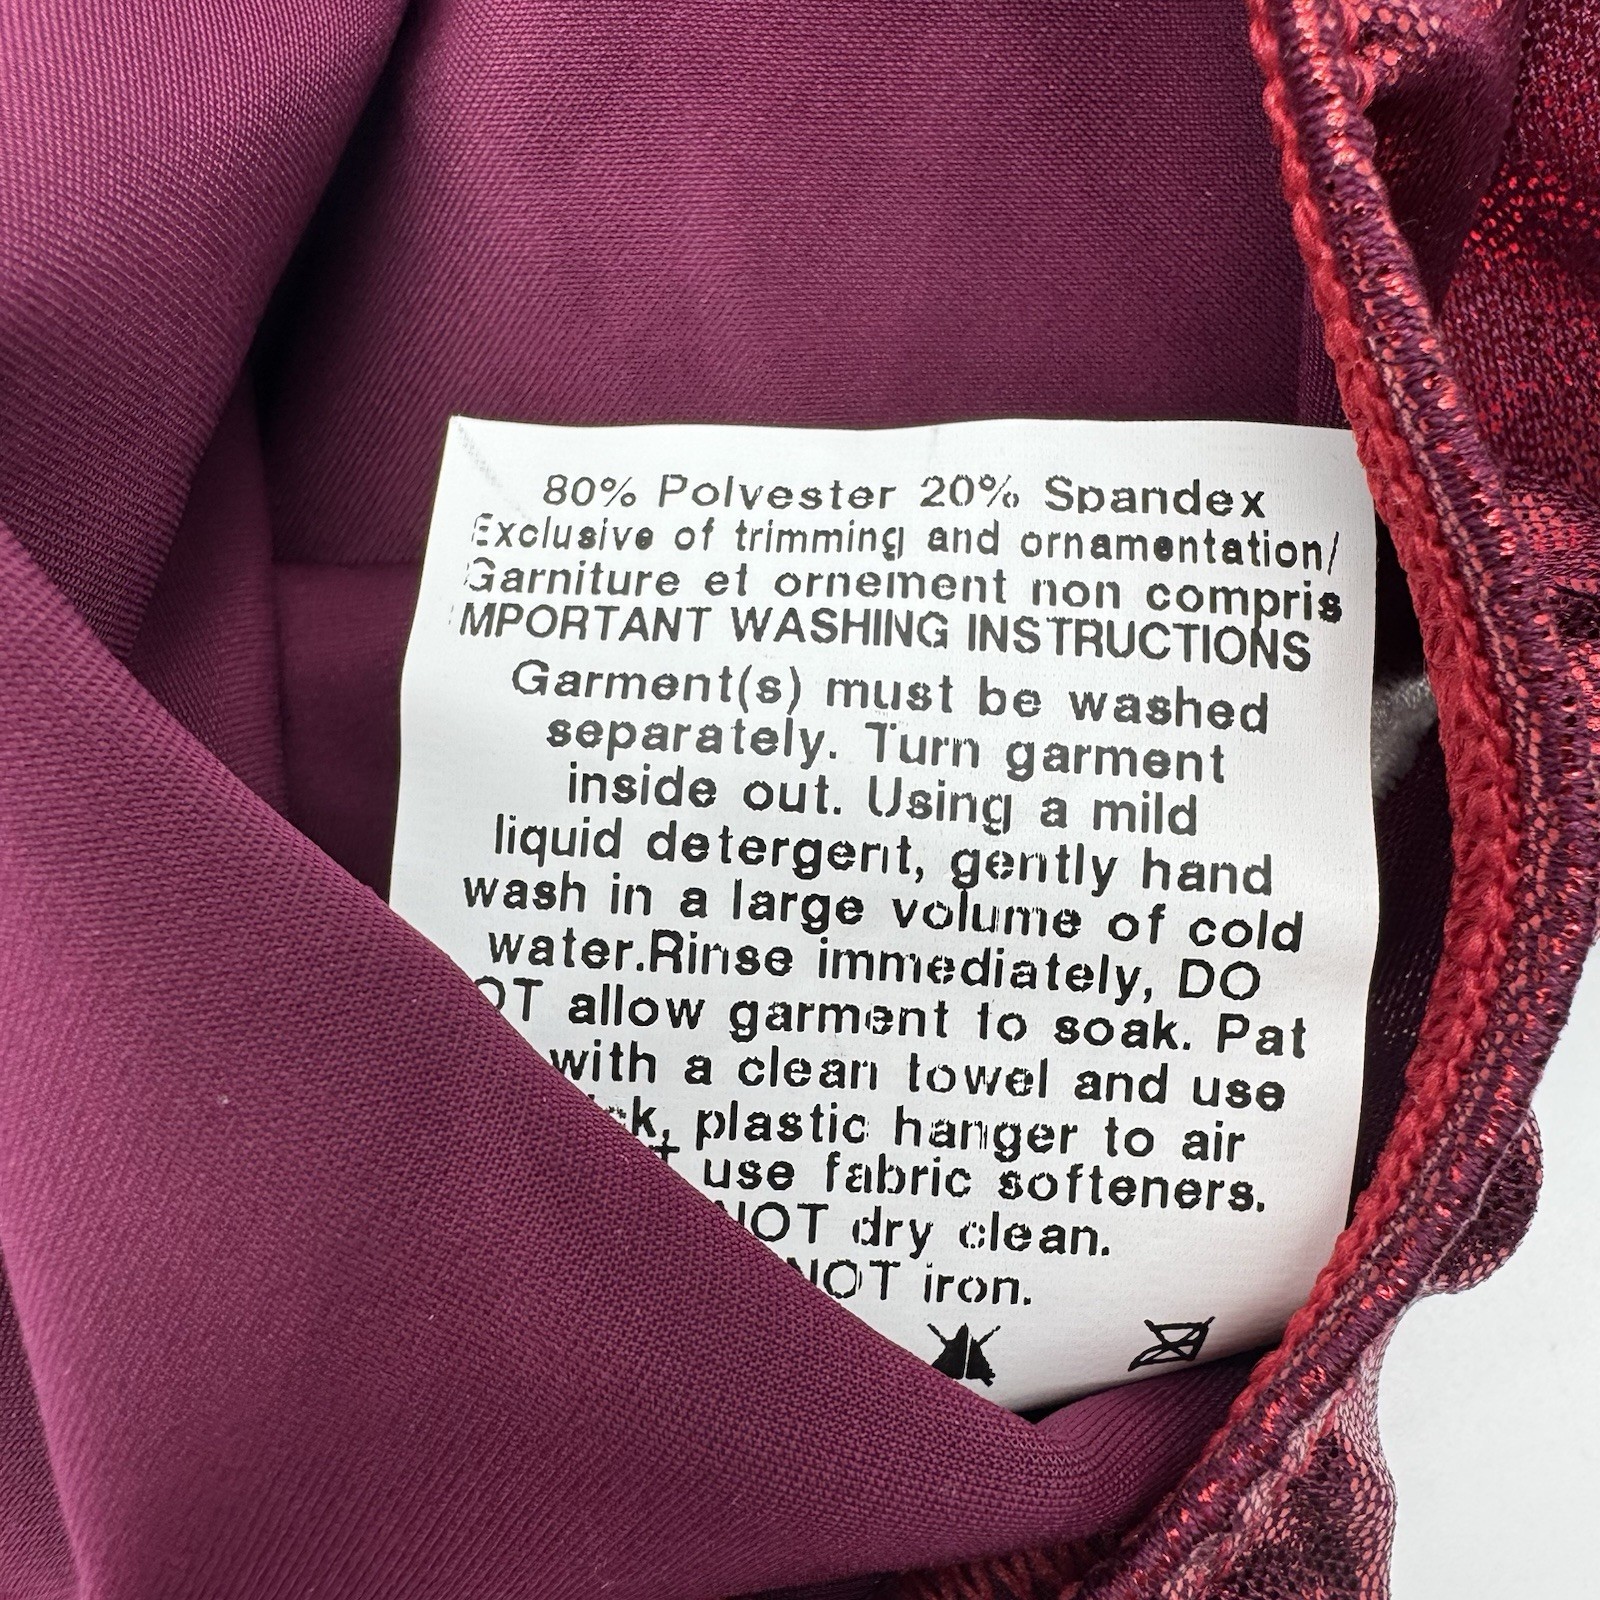 80% Polyester 20% Spandex
Exclusive of trimming and ornamentation/
Garniture et ornement non compris
MPORTANT WASHING INSTRUCTIONS
Garment(s) must be washed
separately. Turn garment
inside out. Using a mild
liquid detergent, gently hand
wash in a large volume of cold
water.Rinse immediately, DO
OT allow garment to soak. Pat
with a clean towel and use
plastic hanger to air
use fabric softeners.
NOT dry clean.
NOT iron.